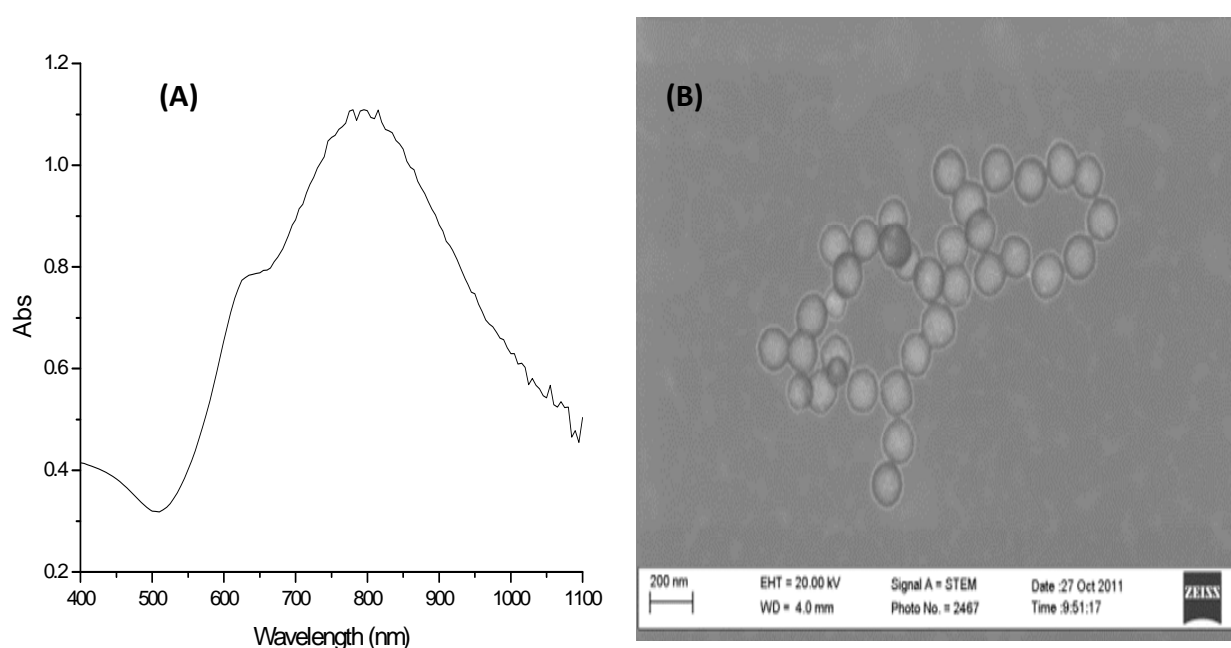 (A)
1.2
1.0
0.8
0.6
0.4
0.2
Abs
400 500 600 700 800 900 1000 1100
Wavelength (nm)
(B)
200 nm
EHT = 20.00 kV
Signal A = STEM
Date :27 Oct 2011
WD = 4.0 mm
Photo No. = 2467
Time :9:51:17
ZEISS